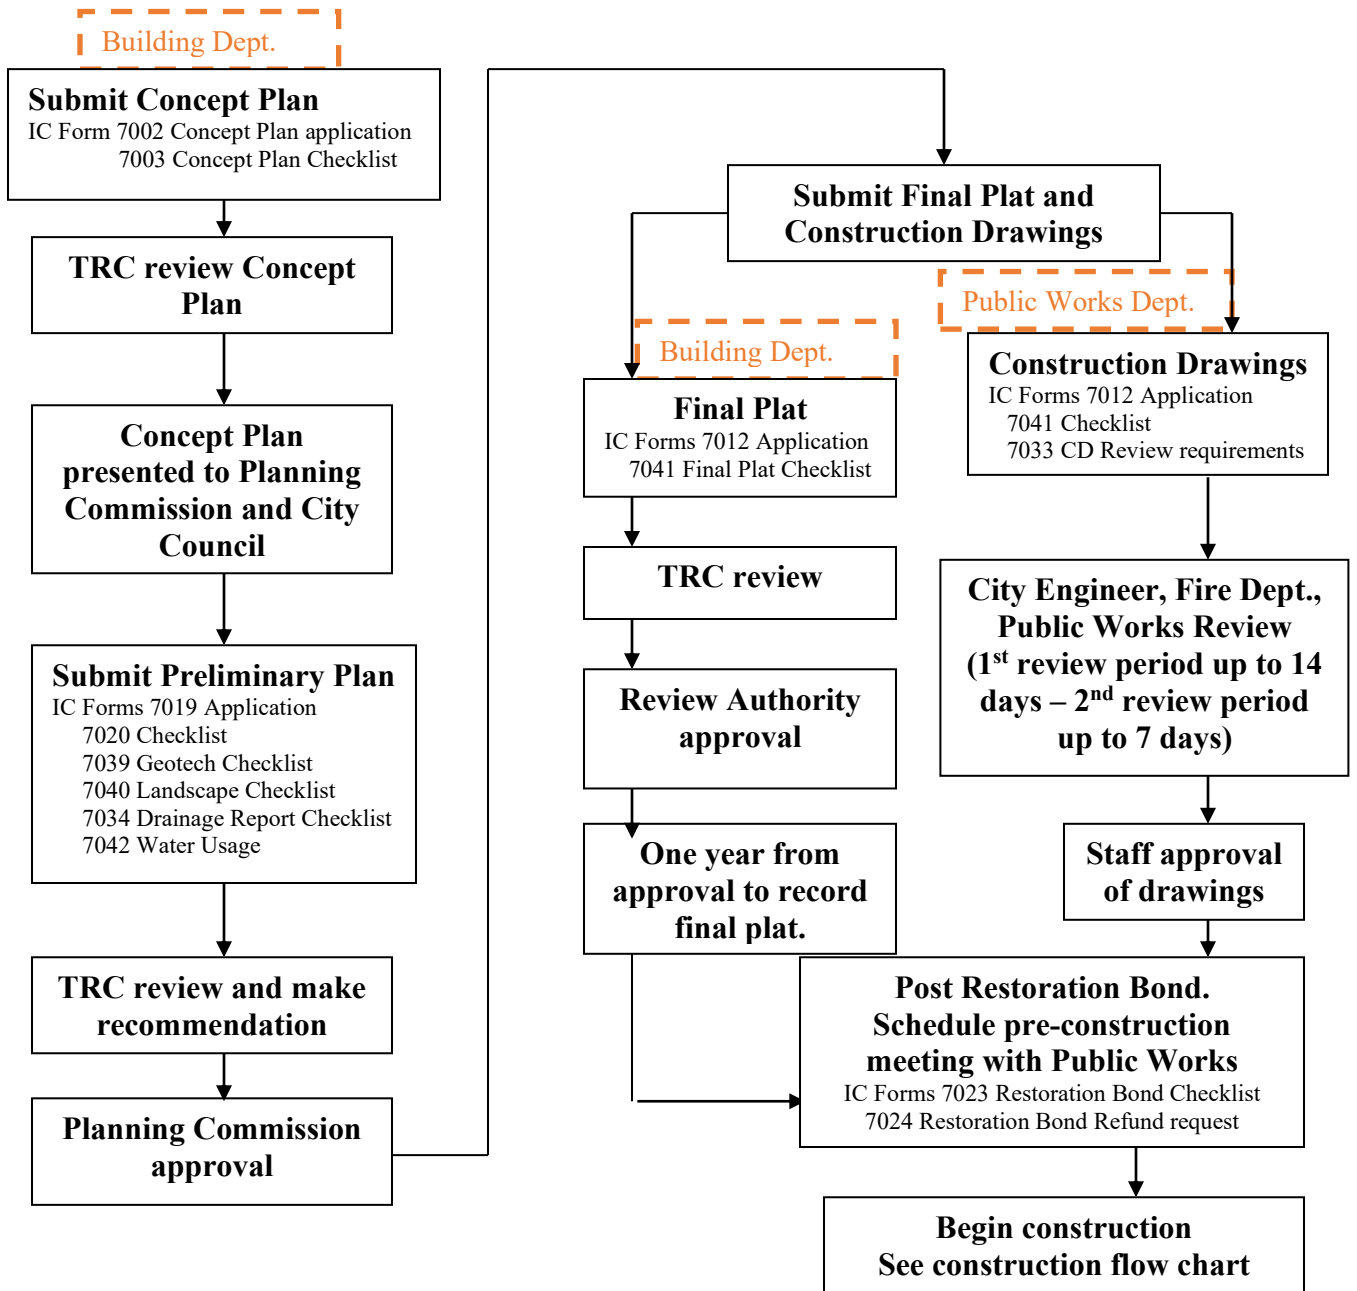 Building Dept.
Submit Concept Plan
IC Form 7002 Concept Plan application
7003 Concept Plan Checklist
TRC review Concept
Plan
Concept Plan
presented to Planning
Commission and City
Council
Submit Preliminary Plan
IC Forms 7019 Application
7020 Checklist
7039 Geotech Checklist
7040 Landscape Checklist
7034 Drainage Report Checklist
7042 Water Usage
TRC review and make
recommendation
Planning Commission
approval
Submit Final Plat and
Construction Drawings
Building Dept.
Final Plat
IC Forms 7012 Application
7041 Final Plat Checklist
TRC review
Review Authority
approval
One year from
approval to record
final plat.
Public Works Dept.
Construction Drawings
IC Forms 7012 Application
7041 Checklist
7033 CD Review requirements
City Engineer, Fire Dept.,
Public Works Review
(1st review period up to 14
days – 2nd review period
up to 7 days)
Staff approval
of drawings
Post Restoration Bond.
Schedule pre-construction
meeting with Public Works
IC Forms 7023 Restoration Bond Checklist
7024 Restoration Bond Refund request
Begin construction
See construction flow chart